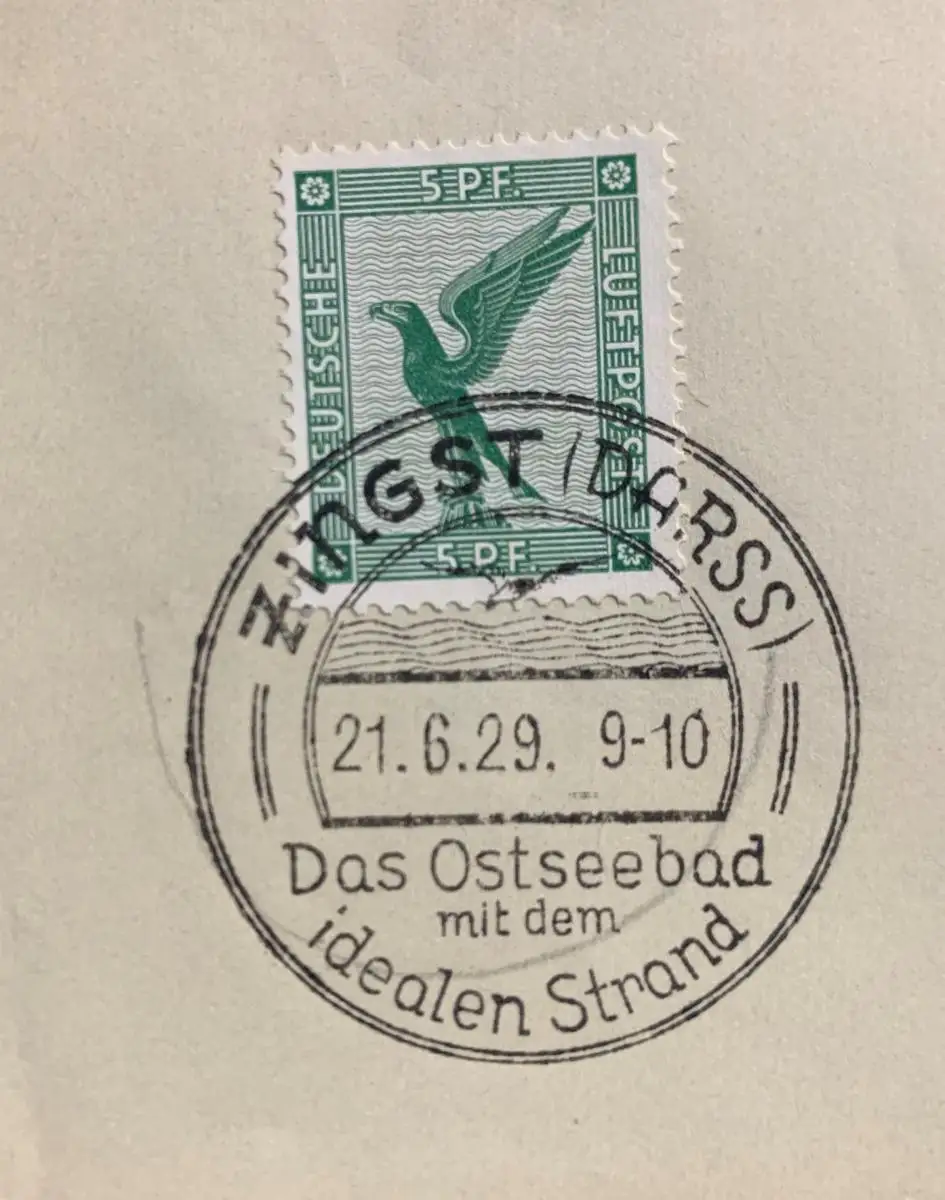 5 PF.
DEUTSCHE
LUFTPOST
5 PF.
ZINGST (DARSS)
21.6.29. 9-10
Das Ostseebad
mit dem
idealen Strand